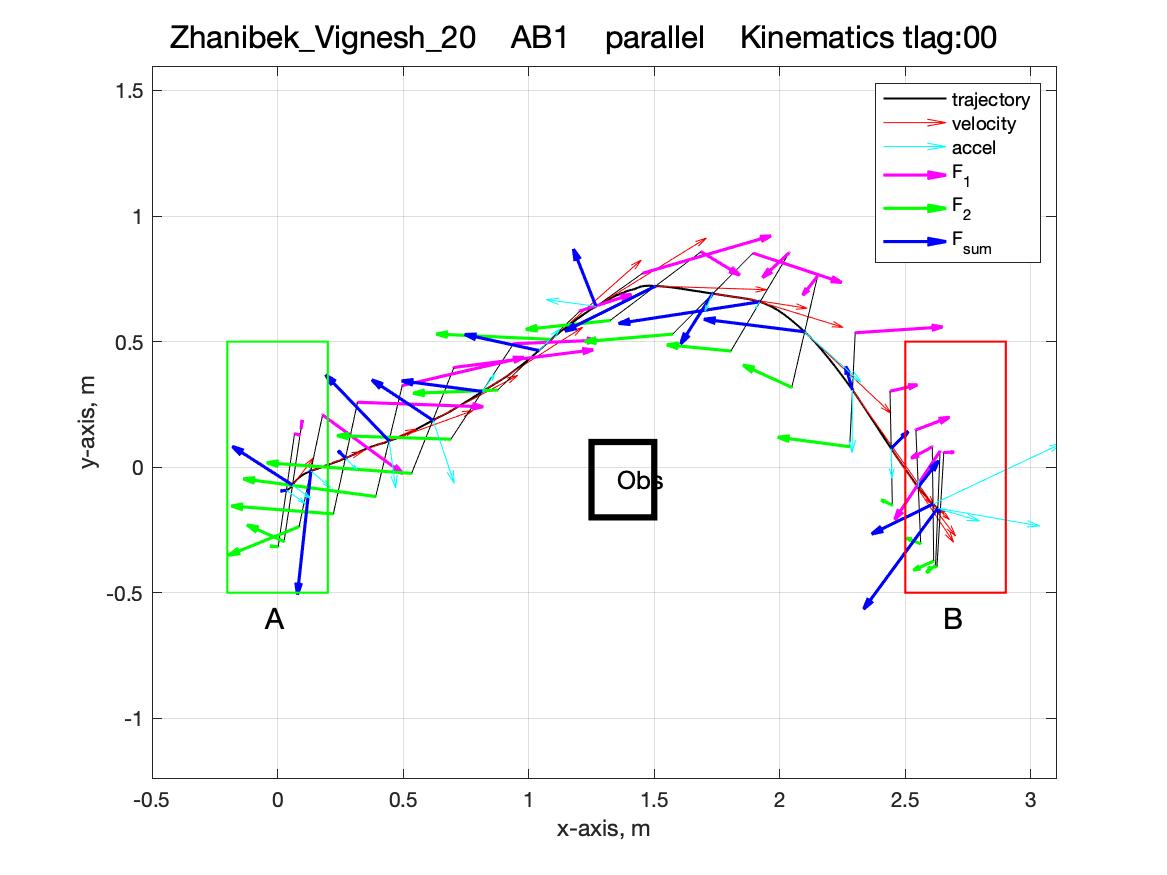 Zhanibek_Vignesh_20 AB1 parallel Kinematics tlag:00
1.5
1
0.5
0
-0.5
-1
y-axis, m
trajectory
velocity
accel
F1
F2
Fsum
Obs
A
B
-0.5 0 0.5 1 1.5 2 2.5 3
x-axis, m